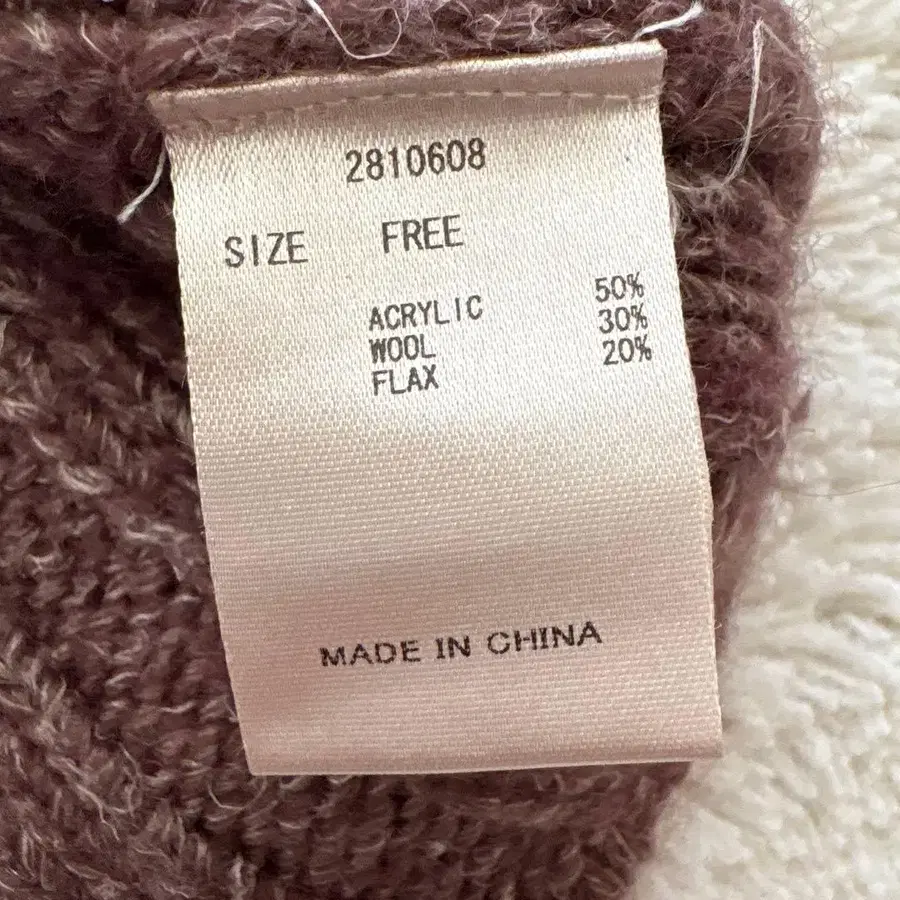 2810608
SIZE FREE
ACRYLIC 50%
WOOL 30%
FLAX 20%
MADE IN CHINA